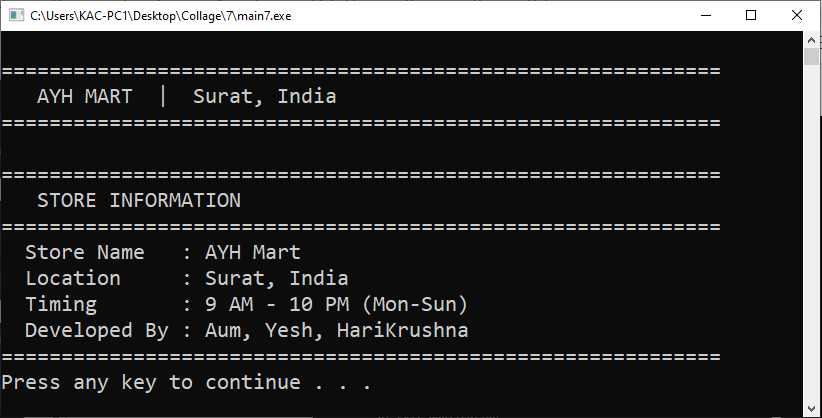 C:\Users\KAC-PC1\Desktop\Collage\7\main7.exe
============================================================
AYH MART | Surat, India
============================================================
============================================================
STORE INFORMATION
============================================================
Store Name : AYH Mart
Location : Surat, India
Timing : 9 AM - 10 PM (Mon-Sun)
Developed By : Aum, Yesh, HariKrushna
============================================================
Press any key to continue . . .